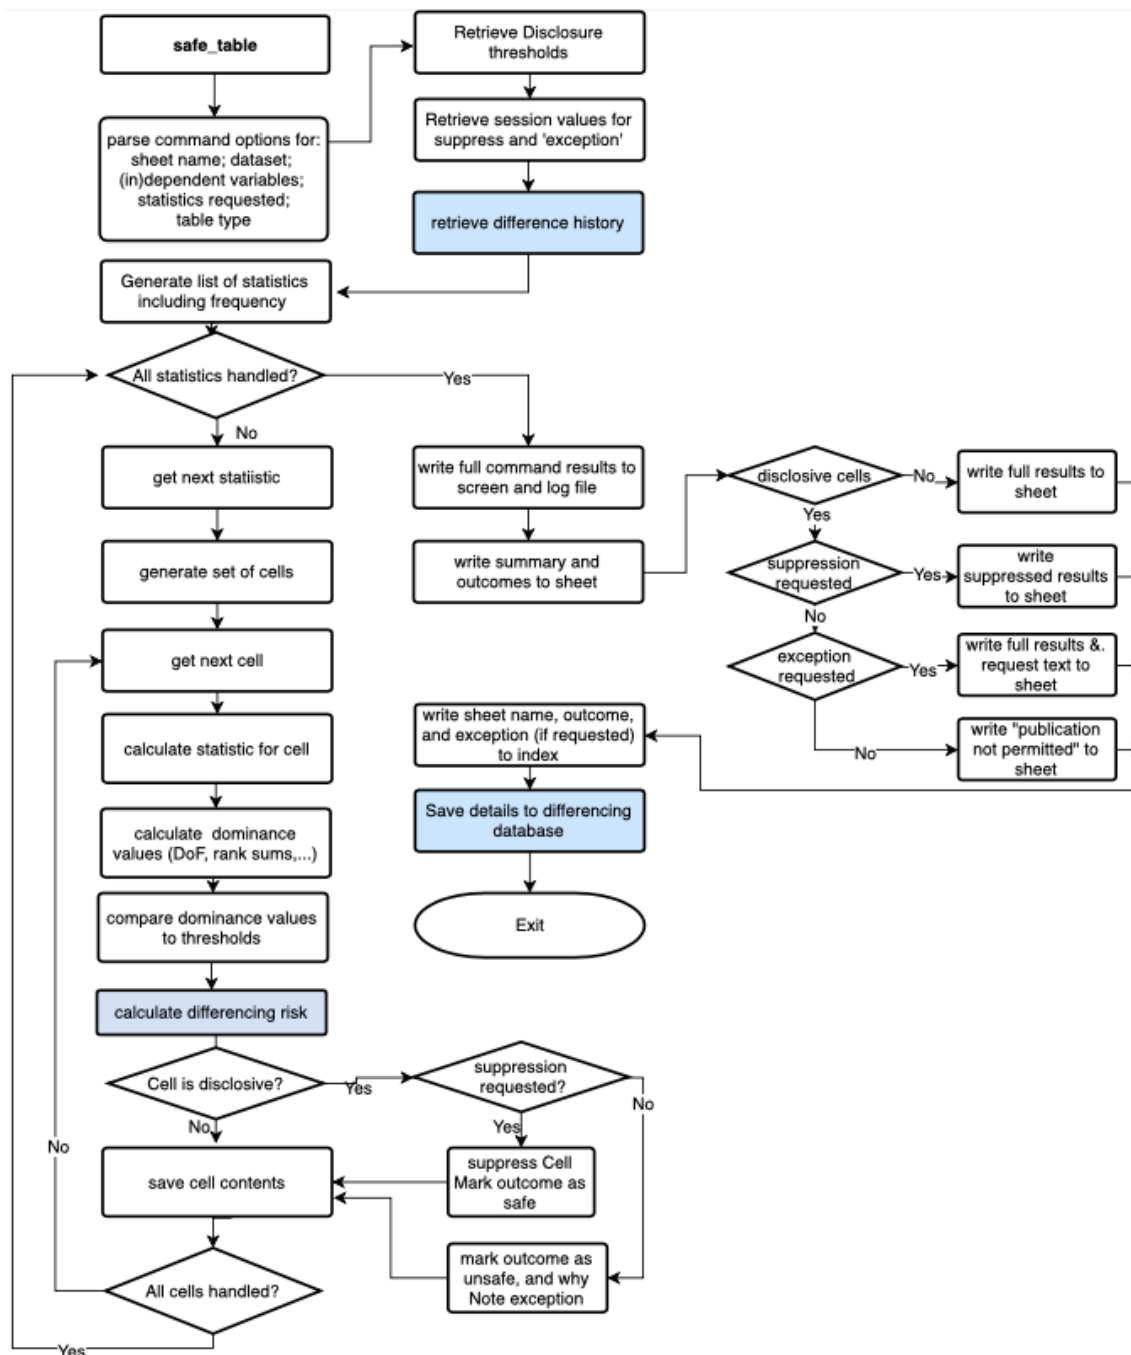 safe_table
Retrieve Disclosure
thresholds
parse command options for:
sheet name; dataset;
(in)dependent variables;
statistics requested;
table type
Retrieve session values for
suppress and 'exception'
retrieve difference history
Generate list of statistics
including frequency
All statistics handled?
Yes
No
get next statiistic
generate set of cells
get next cell
calculate statistic for cell
calculate  dominance
values (DoF, rank sums,...)
compare dominance values
to thresholds
calculate differencing risk
Cell is disclosive?
Yes
suppression
requested?
No
No
Yes
save cell contents
suppress Cell
Mark outcome as
safe
mark outcome as
unsafe, and why
Note exception
All cells handled?
No
Yes
write full command results to
screen and log file
write summary and
outcomes to sheet
disclosive cells
No
write full results to
sheet
Yes
suppression
requested
Yes
write
suppressed results
to sheet
No
exception
requested
Yes
write full results &.
request text to
sheet
No
write "publication
not permitted" to
sheet
write sheet name, outcome,
and exception (if requested)
to index
Save details to differencing
database
Exit